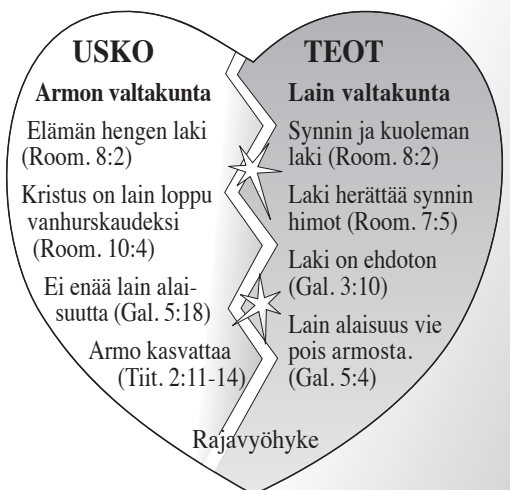 USKO
Armon valtakunta
Elämän hengen laki
(Room. 8:2)
Kristus on lain loppu
vanhurskaudeksi
(Room. 10:4)
Ei enää lain alai-
suutta (Gal. 5:18)
Armo kasvattaa
(Tiit. 2:11-14)
TEOT
Lain valtakunta
Synnin ja kuoleman
laki (Room. 8:2)
Laki herättää synnin
himot (Room. 7:5)
Laki on ehdoton
(Gal. 3:10)
Lain alaisuus vie
pois armosta.
(Gal. 5:4)
Rajavyöhyke